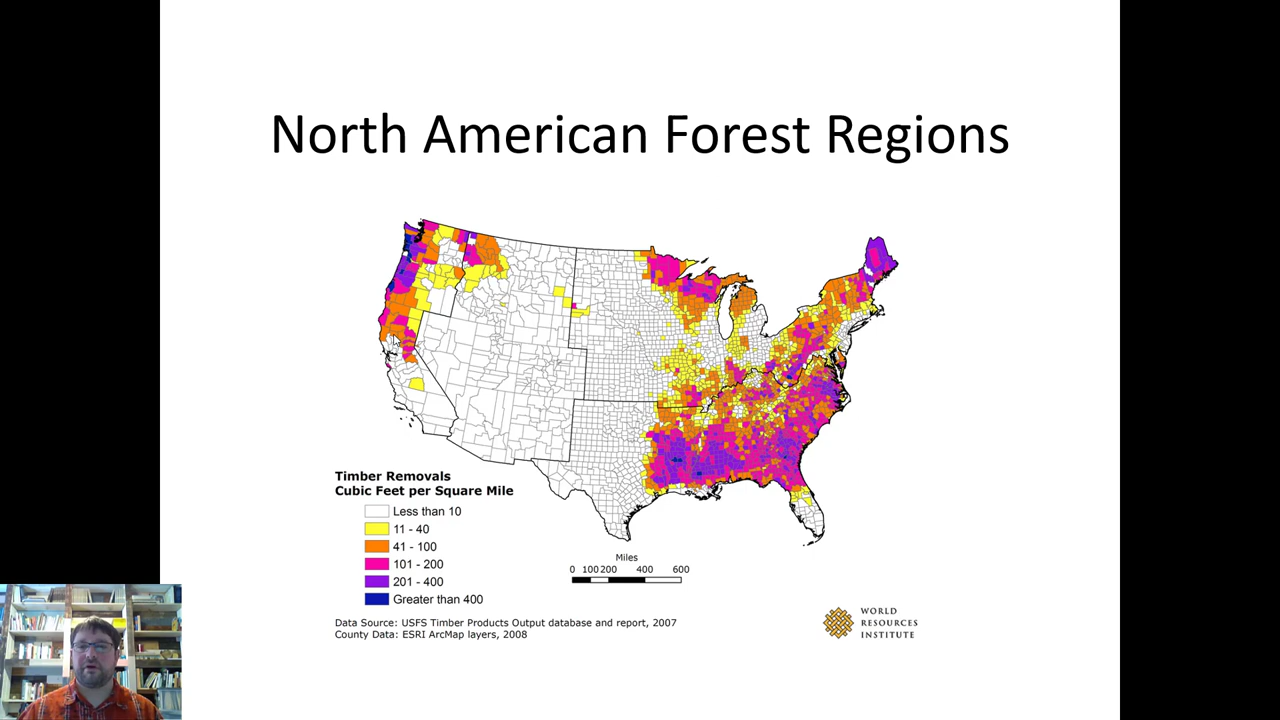 North American Forest Regions
Timber Removals
Cubic Feet per Square Mile
Less than 10
11 - 40
41 - 100
101 - 200
201 - 400
Greater than 400
Miles
0 100 200 400 600
Data Source: USFS Timber Products Output database and report, 2007
County Data: ESRI ArcMap layers, 2008
WORLD
RESOURCES
INSTITUTE